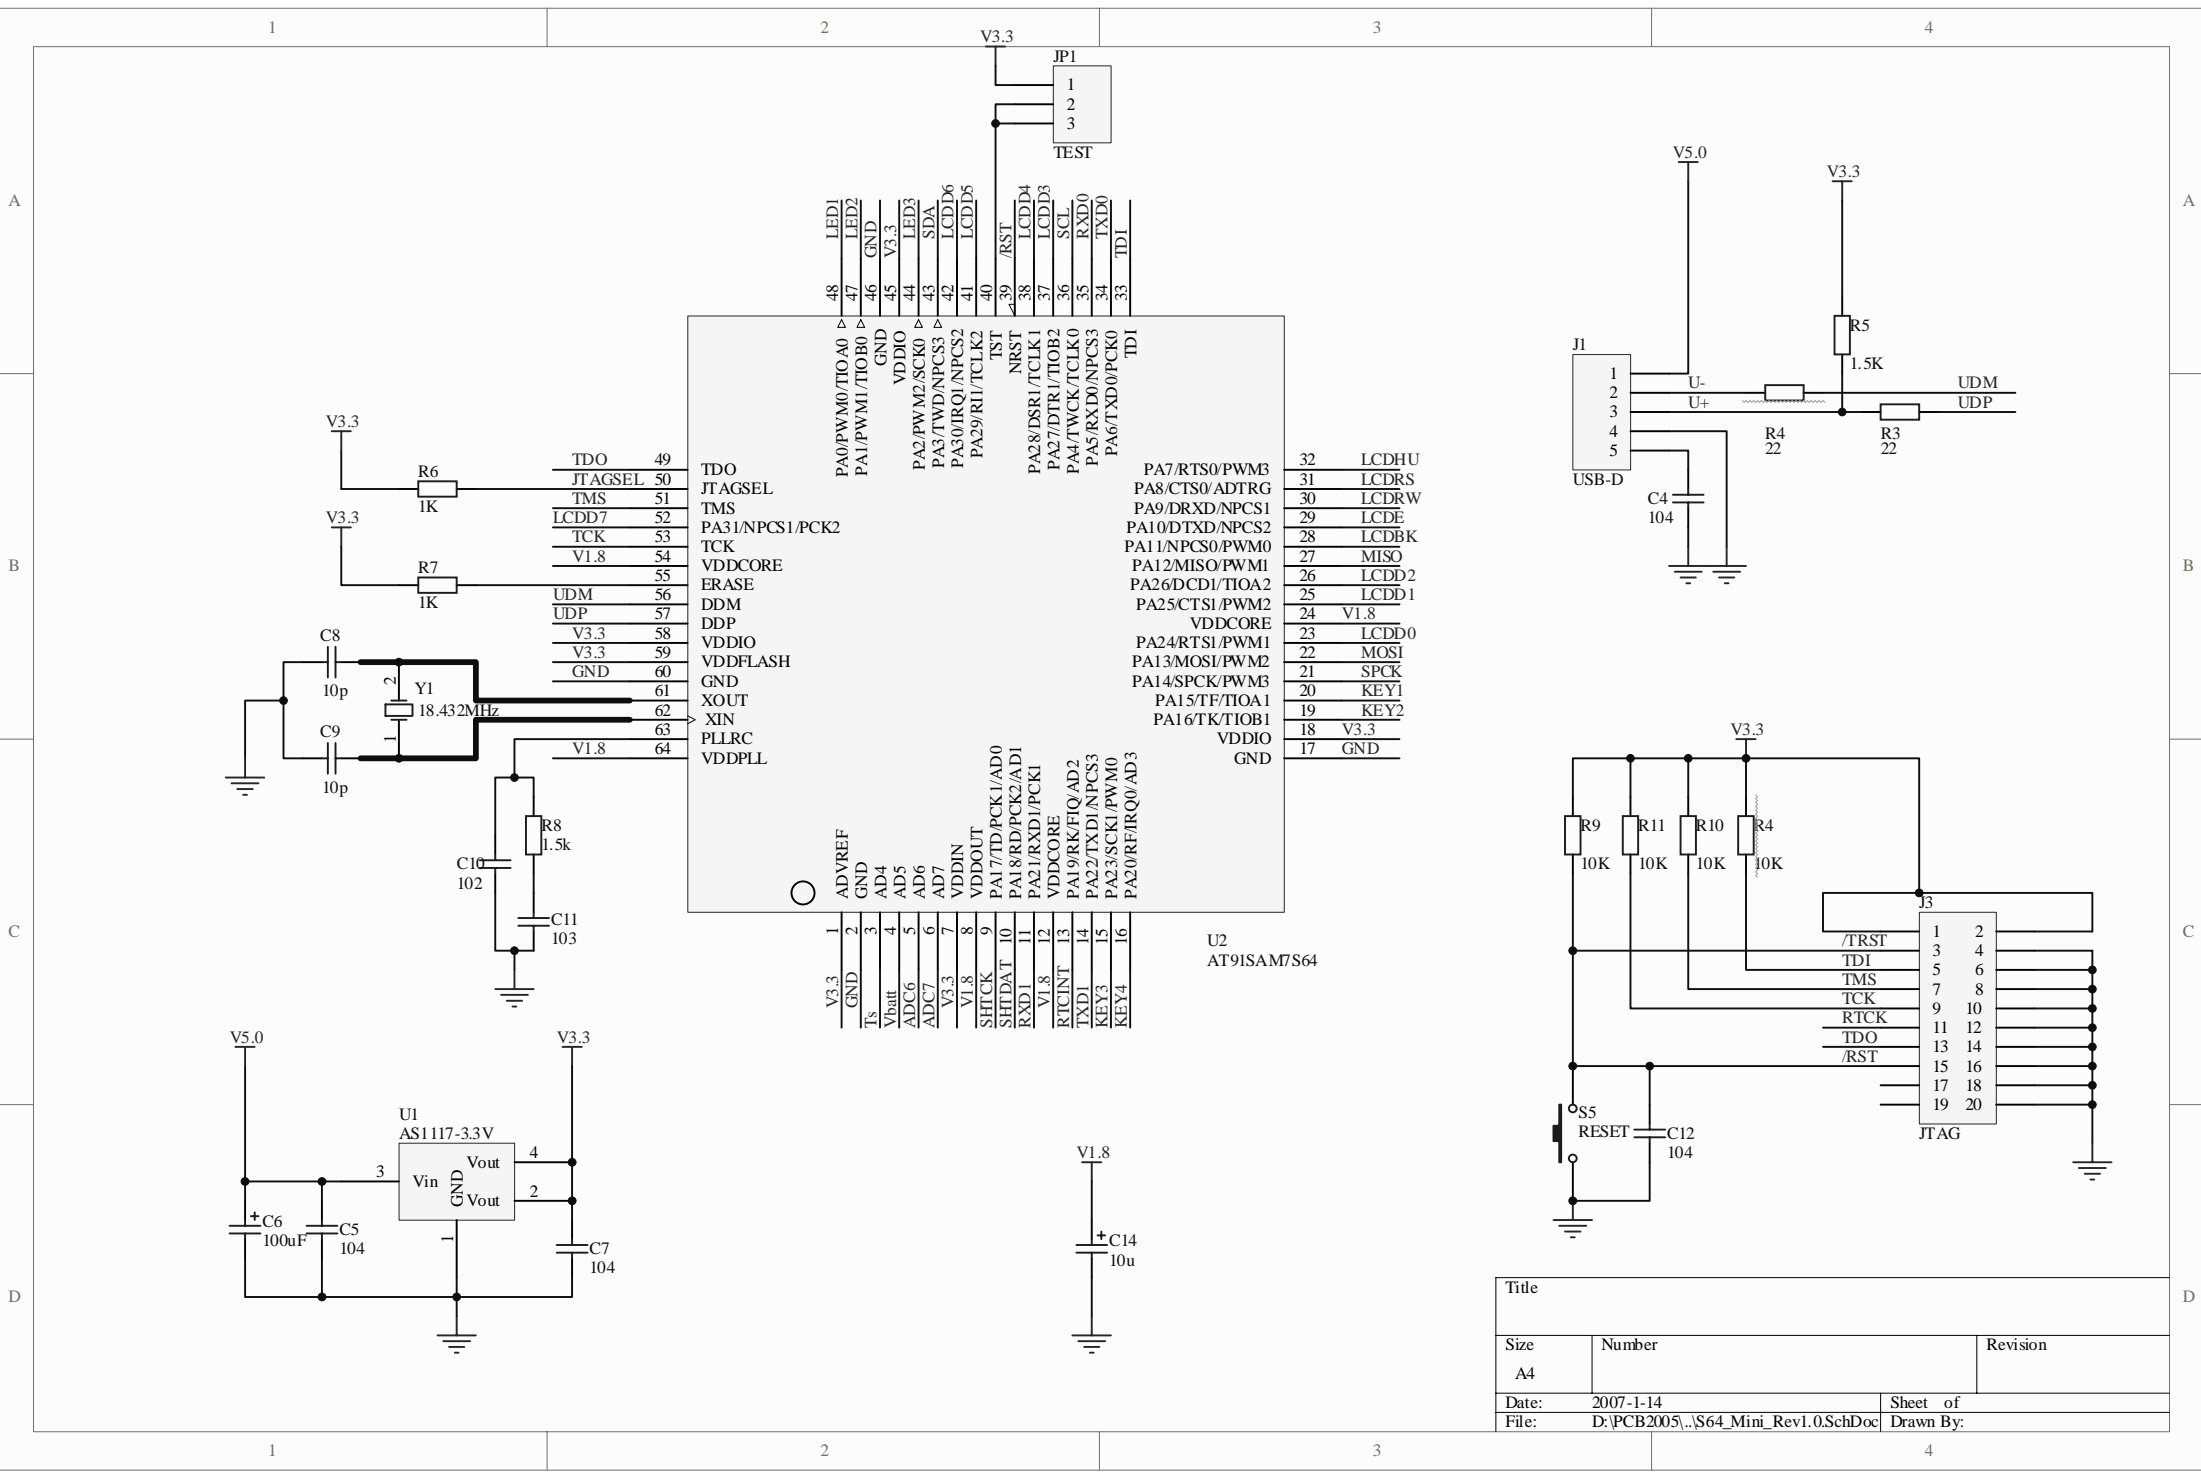 1 2 3 4
V3.3
JP1
1
2
3
TEST
A A
V5.0
V3.3
LED1
LED2
GND
V3.3
LED3
SDA
LCDD6
LCDD5
/RST
LCDD4
LCDD3
SCL
RXD0
TXD0
TDI
48
47
46
45
44
43
42
41
40
39
38
37
36
35
34
33
PA0/PWM0/TIOA0
PA1/PWM1/TIOB0
GND
VDDIO
PA2/PWM2/SCK0
PA3/TWD/NPCS3
PA30/IRQ1/NPCS2
PA29/RI1/TCLK2
TST
NRST
PA28/DSR1/TCLK1
PA27/DTR1/TIOB2
PA4/TWCK/TCLK0
PA5/RXD0/NPCS3
PA6/TXD0/PCK0
TDI
R5
1.5K
J1
1
2 U- UDM
3 U+ UDP
4
5
USB-D
R4
22
R3
22
C4
104
V3.3
R6
1K
V3.3
R7
1K
TDO 49 TDO
JTAGSEL 50 JTAGSEL
TMS 51 TMS
LCDD7 52 PA31/NPCS1/PCK2
TCK 53 TCK
V1.8 54 VDDCORE
55 ERASE
UDM 56 DDM
UDP 57 DDP
V3.3 58 VDDIO
V3.3 59 VDDFLASH
GND 60 GND
61 XOUT
62 XIN
63 PLLRC
V1.8 64 VDDPLL
PA7/RTS0/PWM3 32 LCDHU
PA8/CTS0/ADTRG 31 LCDRS
PA9/DRXD/NPCS1 30 LCDRW
PA10/DTXD/NPCS2 29 LCDE
PA11/NPCS0/PWM0 28 LCDBK
PA12/MISO/PWM1 27 MISO
PA26/DCD1/TIOA2 26 LCDD2
PA25/CTS1/PWM2 25 LCDD1
VDDCORE 24 V1.8
PA24/RTS1/PWM1 23 LCDD0
PA13/MOSI/PWM2 22 MOSI
PA14/SPCK/PWM3 21 SPCK
PA15/TF/TIOA1 20 KEY1
PA16/TK/TIOB1 19 KEY2
VDDIO 18 V3.3
GND 17 GND
B B
C8
10p
2
Y1
18.432MHz
1
C9
10p
R8
1.5k
C10
102
C11
103
ADVREF
GND
AD4
AD5
AD6
AD7
VDDIN
VDDOUT
PA17/TD/PCK1/AD0
PA18/RD/PCK2/AD1
PA21/RXD1/PCK1
VDDCORE
PA19/RK/FIQ/AD2
PA22/TXD1/NPCS3
PA23/SCK1/PWM0
PA20/RF/IRQ0/AD3
1
2
3
4
5
6
7
8
9
10
11
12
13
14
15
16
V3.3
GND
Ts
Vbatt
ADC6
ADC7
V3.3
V1.8
SHTCK
SHTDAT
RXD1
V1.8
RTCINT
TXD1
KEY3
KEY4
U2
AT91SAM7S64
V3.3
R9
10K
R11
10K
R10
10K
R4
10K
C C
J3
1 2
/TRST 3 4
TDI 5 6
TMS 7 8
TCK 9 10
RTCK 11 12
TDO 13 14
/RST 15 16
17 18
19 20
JTAG
S5
RESET
C12
104
V5.0
V3.3
U1
AS1117-3.3V
3 Vin
Vout 4
GND
Vout 2
1
+ C6
100uF
C5
104
C7
104
V1.8
+ C14
10u
D D
Title
Size Number Revision
A4
Date: 2007-1-14 Sheet of
File: D:\PCB2005\..\S64_Mini_Rev1.0.SchDoc Drawn By:
1 2 3 4